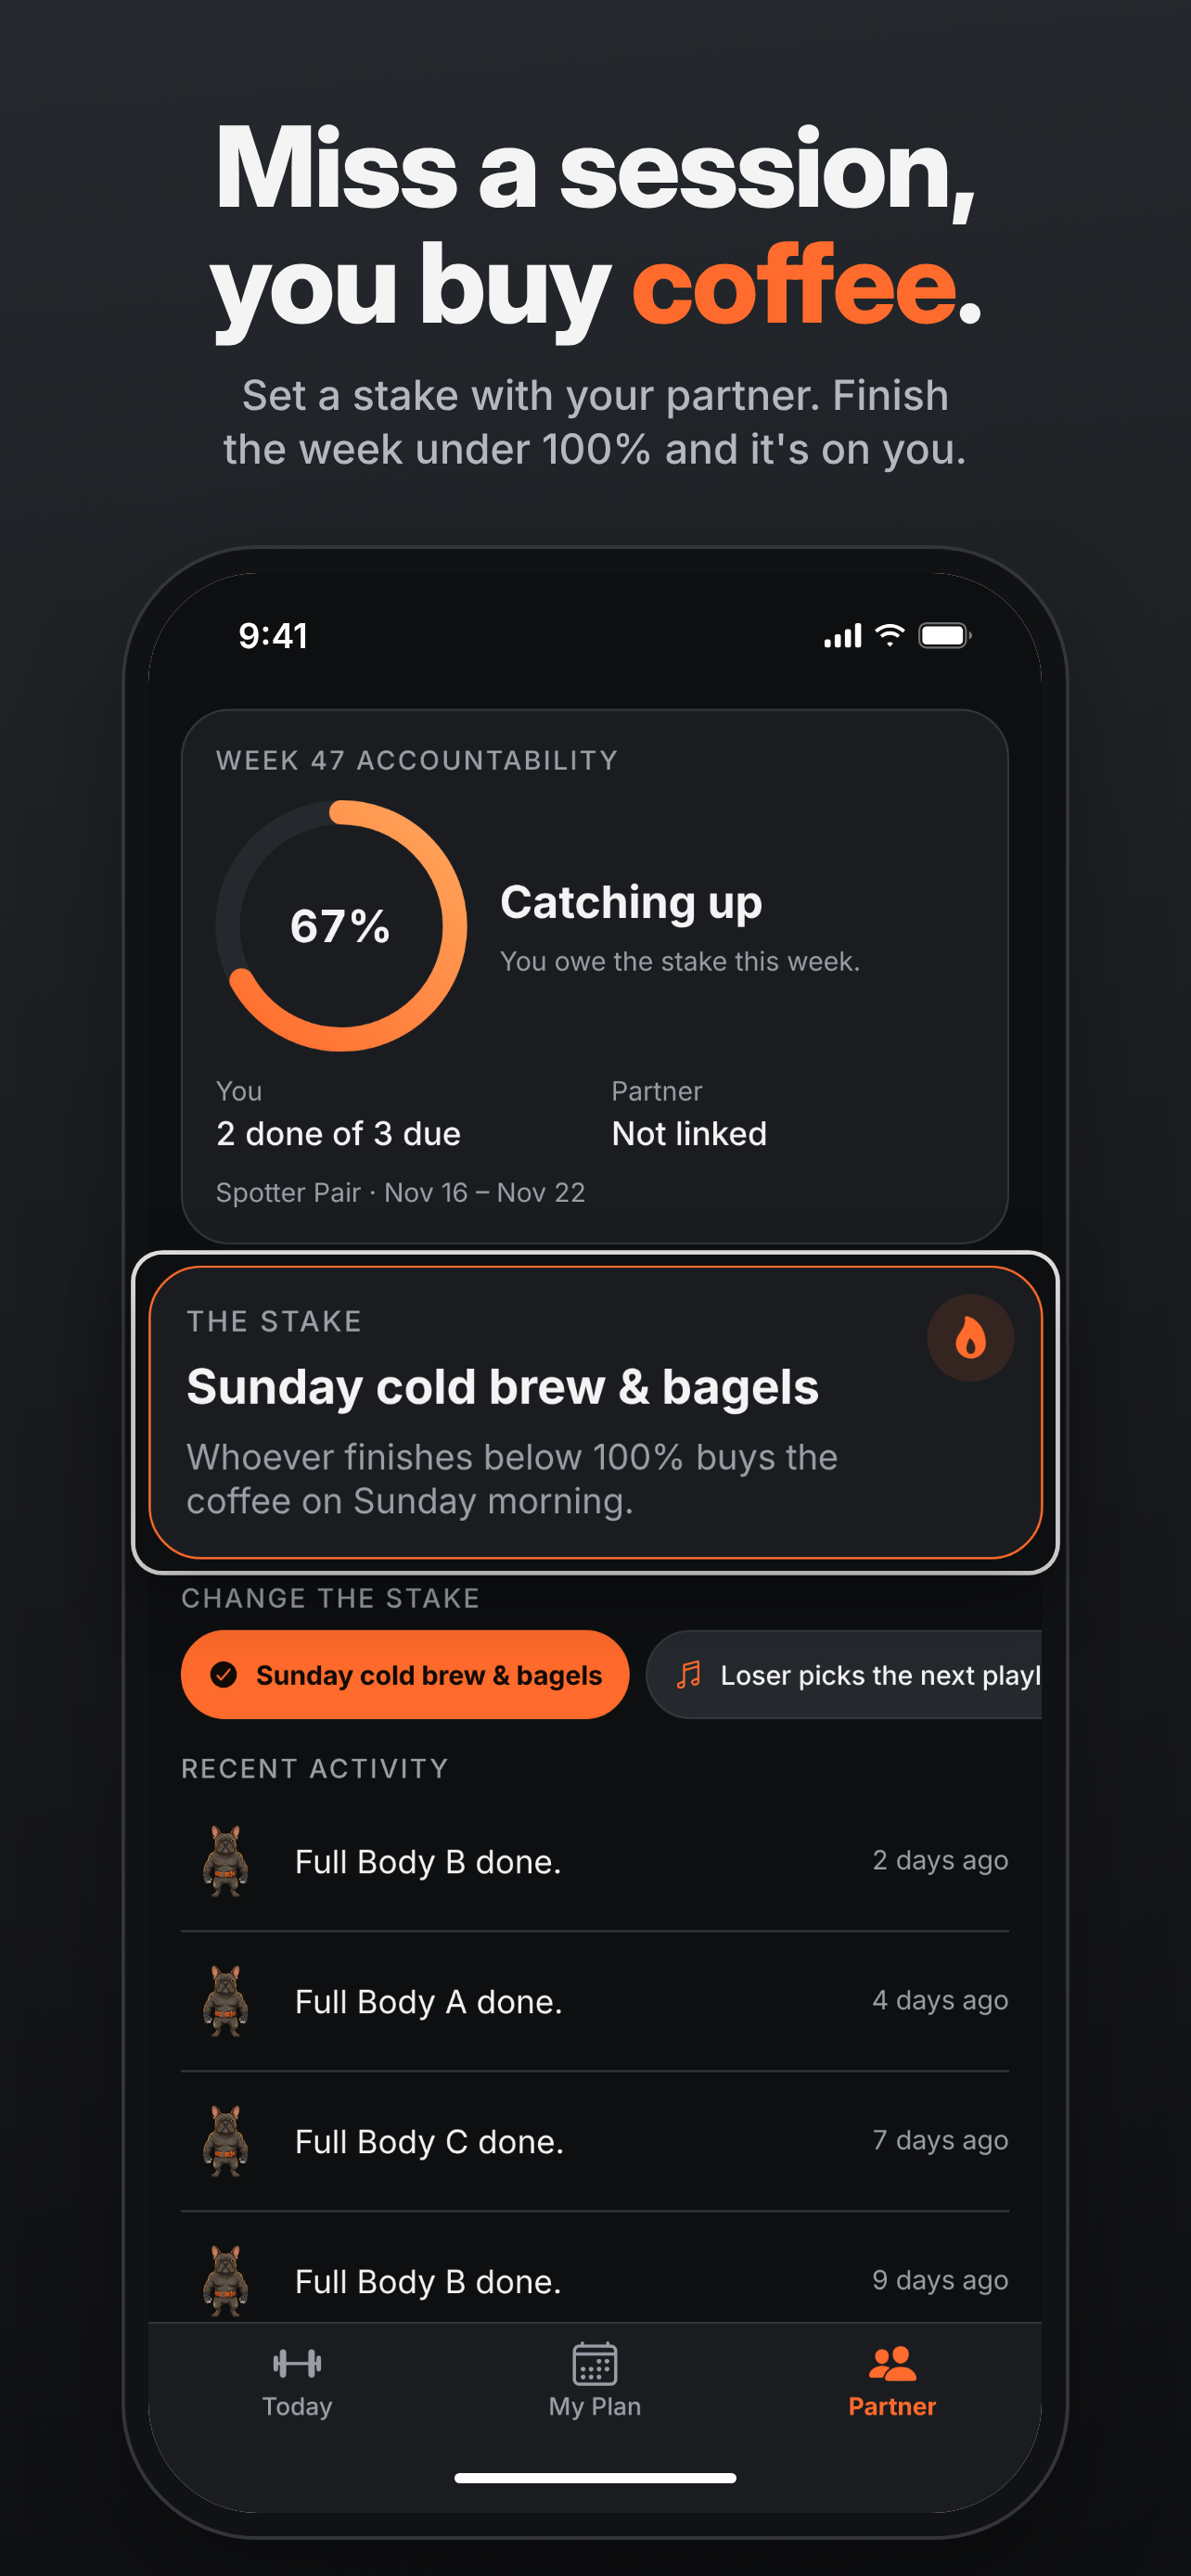 Miss a session,
you buy coffee.
Set a stake with your partner. Finish
the week under 100% and it's on you.
9:41
WEEK 47 ACCOUNTABILITY
67%
Catching up
You owe the stake this week.
You
2 done of 3 due
Partner
Not linked
Spotter Pair · Nov 16 – Nov 22
THE STAKE
Sunday cold brew & bagels
Whoever finishes below 100% buys the
coffee on Sunday morning.
CHANGE THE STAKE
Sunday cold brew & bagels
Loser picks the next playl
RECENT ACTIVITY
Full Body B done.
2 days ago
Full Body A done.
4 days ago
Full Body C done.
7 days ago
Full Body B done.
9 days ago
Today
My Plan
Partner